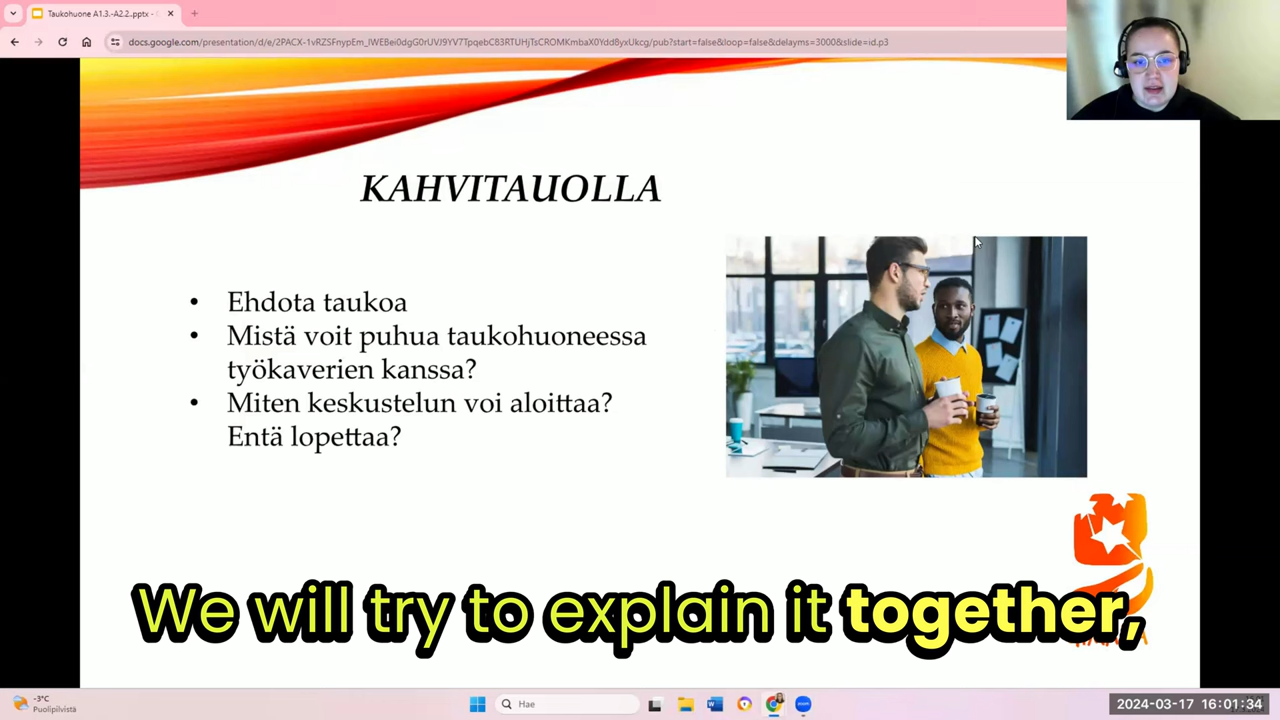 Taukohuone A1.3.-A2.2..pptx - G
docs.google.com/presentation/d/e/2PACX-1vRZSFnypEm_IWEBei0dgG0rUVJ9YV7TpqebC83RTUHjTsCROMKmbaX0Ydd8yxUkcg/pub?start=false&loop=false&delayms=3000&slide=id.p3
KAHVITAUOLLA
• Ehdota taukoa
• Mistä voit puhua taukohuoneessa
työkaverien kanssa?
• Miten keskustelun voi aloittaa?
Entä lopettaa?
We will try to explain it together,
-3°C
Puolipilvistä
Hae
2024-03-17 16:01:34